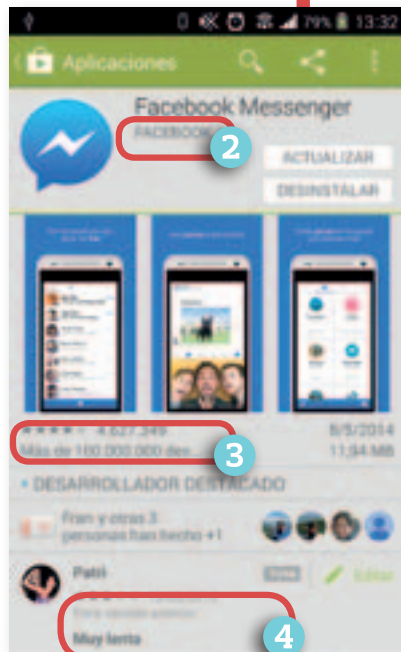 79% 13:32
Aplicaciones
Facebook Messenger
FACEBOOK
2
ACTUALIZAR
DESINSTALAR
4.627.349 8/5/2014
Más de 100.000.000 des...
3
11,94 MB
DESARROLLADOR DESTACADO
Fran y otras 3
personas han hecho +1
Patri
Editar
Muy lenta
4